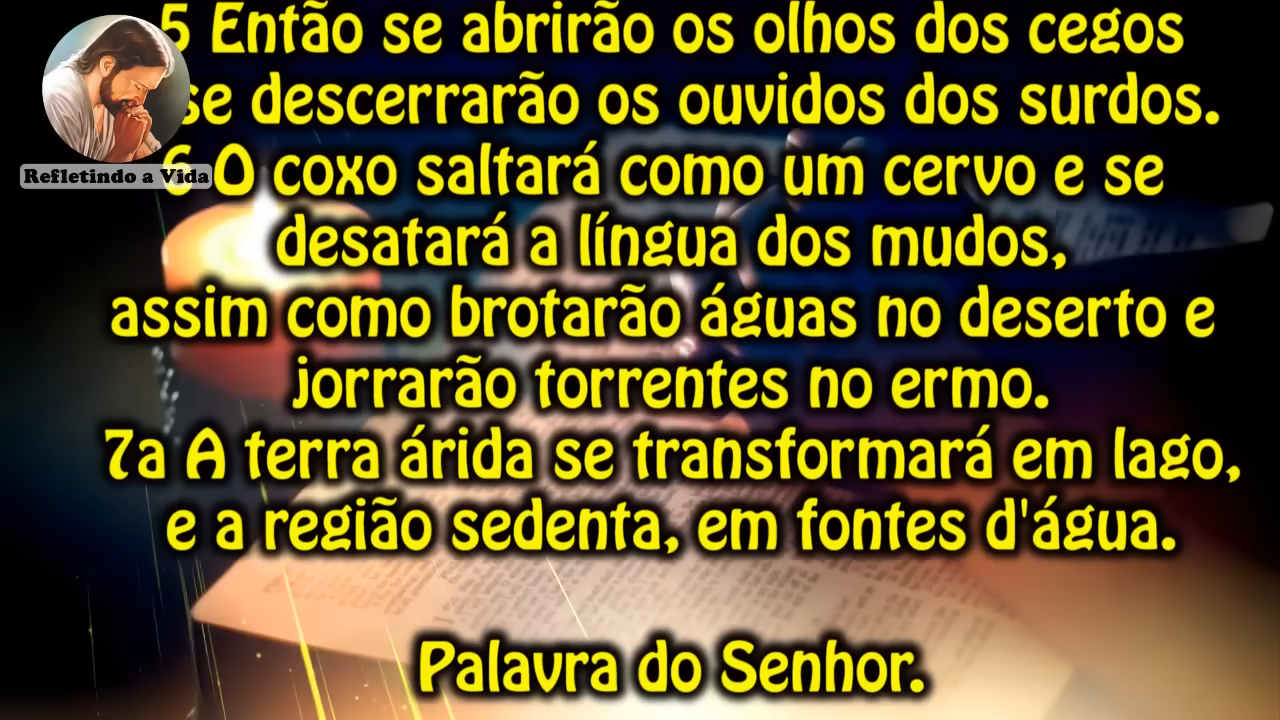 5 Então se abrirão os olhos dos cegos
se descerrarão os ouvidos dos surdos.
Refletindo a Vida
6 O coxo saltará como um cervo e se
desatará a língua dos mudos,
assim como brotarão águas no deserto e
jorrarão torrentes no ermo.
7a A terra árida se transformará em lago,
e a região sedenta, em fontes d'água.
Palavra do Senhor.